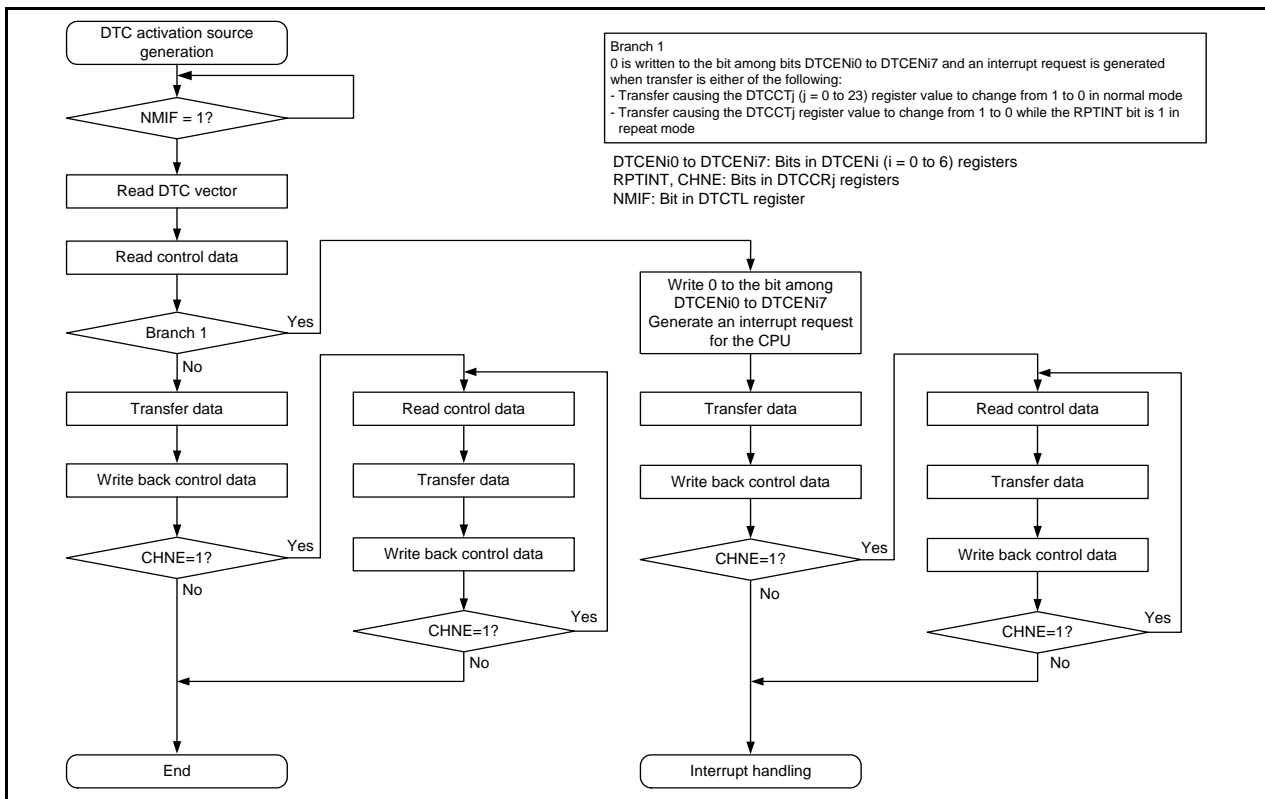 DTC activation source
generation
NMIF = 1?
Read DTC vector
Read control data
Branch 1
Yes
No
Transfer data
Write back control data
CHNE=1?
Yes
No
End
Read control data
Transfer data
Write back control data
CHNE=1?
Yes
No
Branch 1
0 is written to the bit among bits DTCENi0 to DTCENi7 and an interrupt request is generated
when transfer is either of the following:
- Transfer causing the DTCCTj (j = 0 to 23) register value to change from 1 to 0 in normal mode
- Transfer causing the DTCCTj register value to change from 1 to 0 while the RPTINT bit is 1 in
repeat mode
DTCENi0 to DTCENi7: Bits in DTCENi (i = 0 to 6) registers
RPTINT, CHNE: Bits in DTCCRj registers
NMIF: Bit in DTCTL register
Write 0 to the bit among
DTCENi0 to DTCENi7
Generate an interrupt request
for the CPU
Transfer data
Write back control data
CHNE=1?
Yes
No
Interrupt handling
Read control data
Transfer data
Write back control data
CHNE=1?
Yes
No